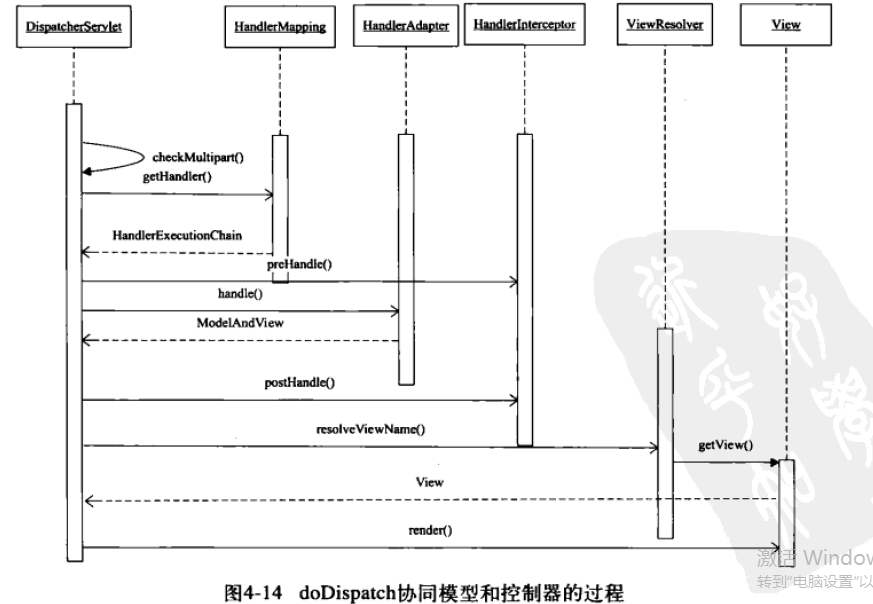 DispatcherServlet
HandlerMapping
HandlerAdapter
HandlerInterceptor
ViewResolver
View
checkMultipart()
getHandler()
HandlerExecutionChain
preHandle()
handle()
ModelAndView
postHandle()
resolveViewName()
getView()
View
render()
激活 Window
转到"电脑设置"以
图4-14 doDispatch协同模型和控制器的过程